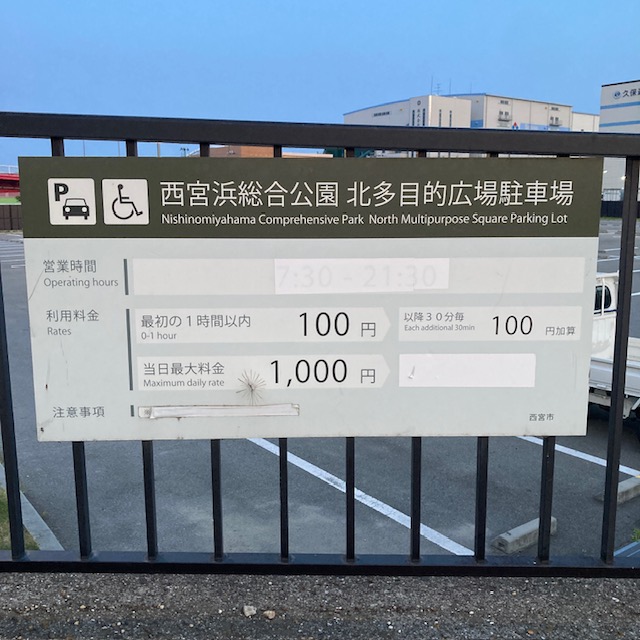 P
西宮浜総合公園 北多目的広場駐車場
Nishinomiyahama Comprehensive Park North Multipurpose Square Parking Lot
営業時間
Operating hours
7:30 - 21:30
利用料金
Rates
最初の1時間以内
0-1 hour
100 円
以降30分毎
Each additional 30min
100 円加算
当日最大料金
Maximum daily rate
1,000 円
注意事項
西宮市